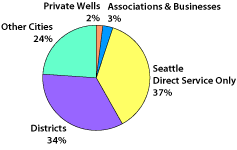 Private Wells
2%
Associations & Businesses
3%
Other Cities
24%
Seattle
Direct Service Only
37%
Districts
34%